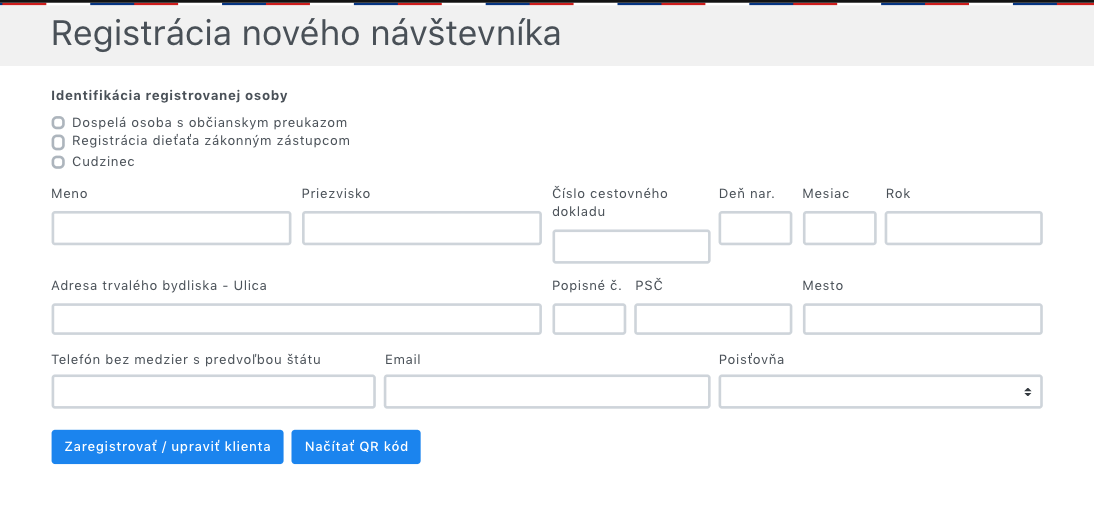 Registrácia nového návštevníka
Identifikácia registrovanej osoby
Dospelá osoba s občianskym preukazom
Registrácia dieťaťa zákonným zástupcom
Cudzinec
Meno
Priezvisko
Číslo cestovného
dokladu
Deň nar.
Mesiac
Rok
Adresa trvalého bydliska - Ulica
Popisné č.
PSČ
Mesto
Telefón bez medzier s predvoľbou štátu
Email
Poisťovňa
Zaregistrovať / upraviť klienta
Načítať QR kód